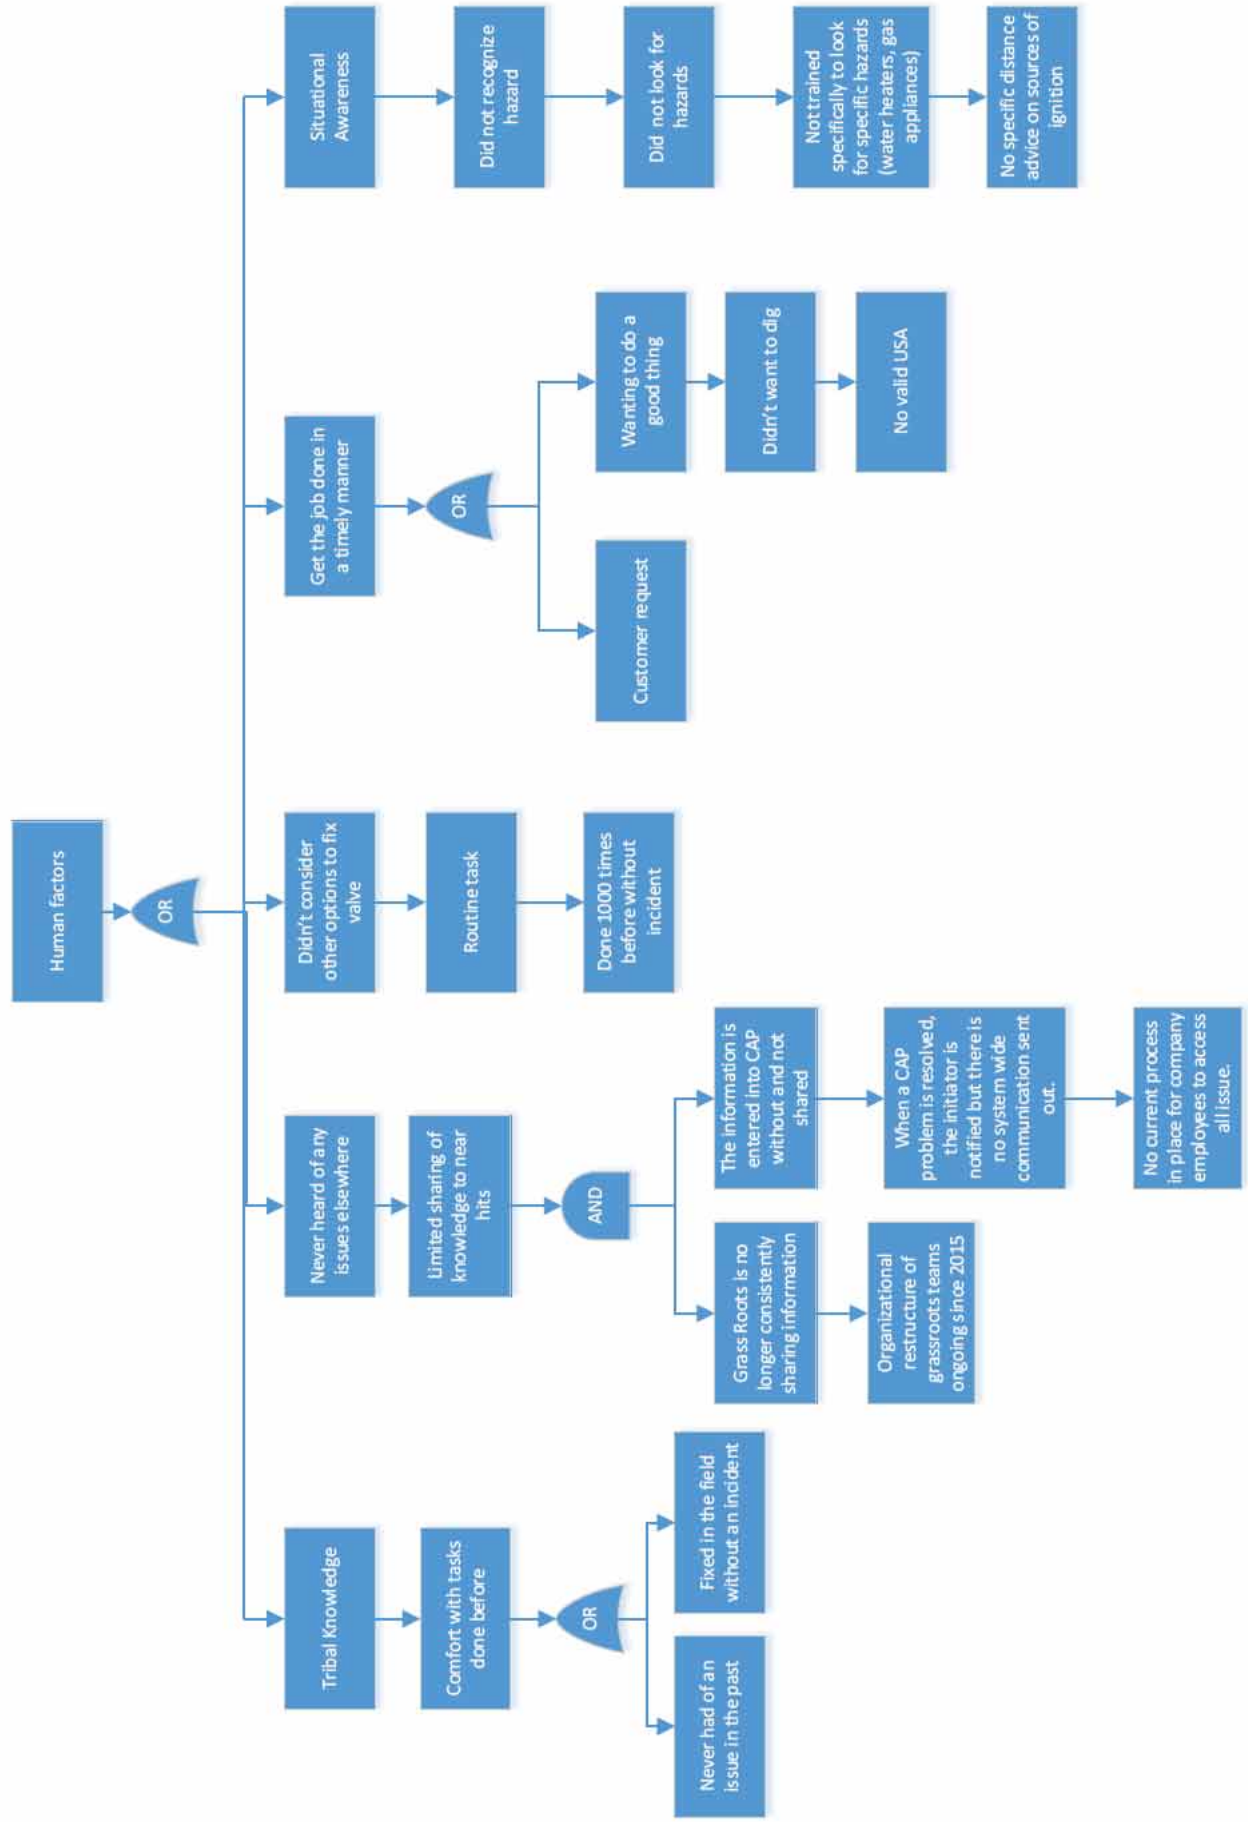 Human factors
OR
Tribal Knowledge
Comfort with tasks
done before
OR
Never had of an
issue in the past
Fixed in the field
without an incident
Never heard of any
issues elsewhere
Limited sharing of
knowledge to near
hits
AND
Grass Roots is no
longer consistently
sharing information
Organizational
restructure of
grassroots teams
ongoing since 2015
The information is
entered into CAP
without and not
shared
When a CAP
problem is resolved,
the initiator is
notified but there is
no system wide
communication sent
out.
No current process
in place for company
employees to access
all issue.
Didn't consider
other options to fix
valve
Routine task
Done 1000 times
before without
incident
Get the job done in
a timely manner
OR
Customer request
Wanting to do a
good thing
Didn't want to dig
No valid USA
Situational
Awareness
Did not recognize
hazard
Did not look for
hazards
Not trained
specifically to look
for specific hazards
(water heaters, gas
appliances)
No specific distance
advice on sources of
ignition